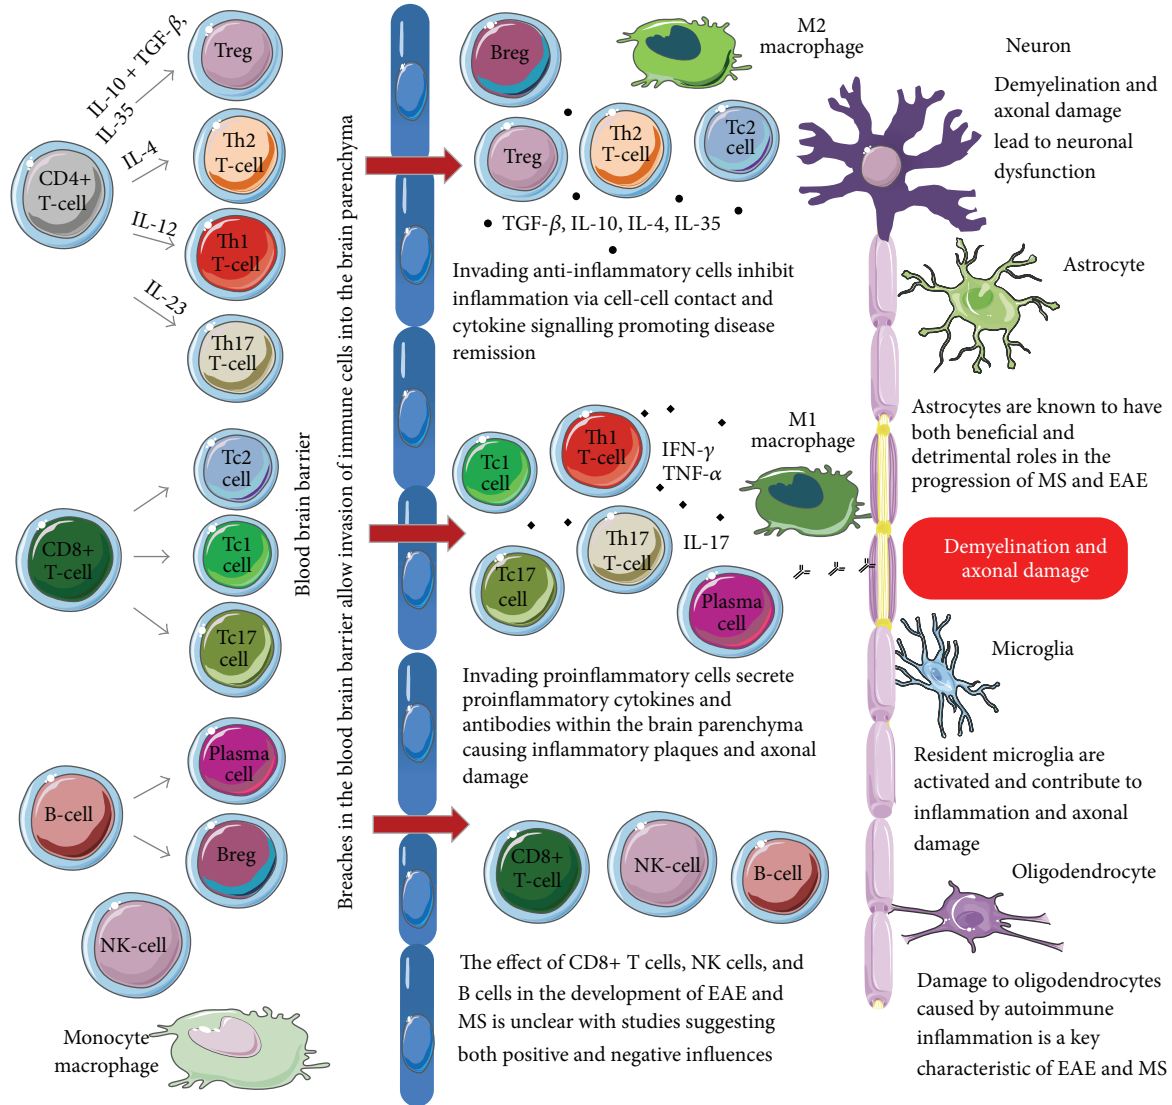 IL-10 + TGF-β,
IL-35
Treg
IL-4
Th2
T-cell
CD4+
T-cell
IL-12
Th1
T-cell
IL-23
Th17
T-cell
Tc2
cell
CD8+
T-cell
Tc1
cell
Tc17
cell
Plasma
cell
B-cell
Breg
NK-cell
Monocyte
macrophage
Blood brain barrier
Breaches in the blood brain barrier allow invasion of immune cells into the brain parenchyma
Breg
M2
macrophage
Treg
Th2
T-cell
Tc2
cell
TGF-β, IL-10, IL-4, IL-35
Invading anti-inflammatory cells inhibit
inflammation via cell-cell contact and
cytokine signalling promoting disease
remission
Tc1
cell
Th1
T-cell
IFN-γ
TNF-α
M1
macrophage
Th17
T-cell
IL-17
Tc17
cell
Plasma
cell
Invading proinflammatory cells secrete
proinflammatory cytokines and
antibodies within the brain parenchyma
causing inflammatory plaques and axonal
damage
CD8+
T-cell
NK-cell
B-cell
The effect of CD8+ T cells, NK cells, and
B cells in the development of EAE and
MS is unclear with studies suggesting
both positive and negative influences
Neuron
Demyelination and
axonal damage
lead to neuronal
dysfunction
Astrocyte
Astrocytes are known to have
both beneficial and
detrimental roles in the
progression of MS and EAE
Demyelination and
axonal damage
Microglia
Resident microglia are
activated and contribute to
inflammation and axonal
damage
Oligodendrocyte
Damage to oligodendrocytes
caused by autoimmune
inflammation is a key
characteristic of EAE and MS